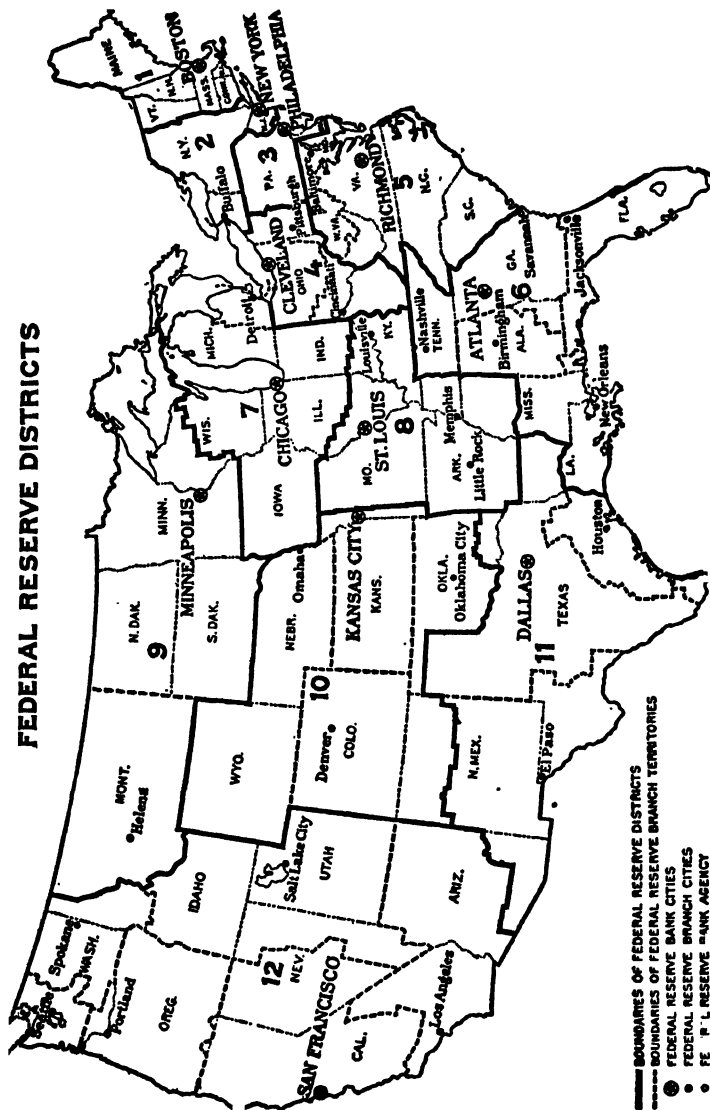 FEDERAL RESERVE DISTRICTS
WASH.
Spokane
Portland
OREG.
IDAHO
MONT.
Helena
N. DAK.
9
S. DAK.
MINN.
MINNEAPOLIS
WIS.
MICH.
Detroit
7
CHICAGO
IOWA
ILL.
IND.
WYO.
NEBR.
Omaha
10
Denver
COLO.
KANSAS CITY
KANS.
MO.
ST. LOUIS
8
Louisville
KY.
CLEVELAND
OHIO
4
Cincinnati
Pittsburgh
PA.
3
PHILADELPHIA
NEW YORK
N.Y.
2
Buffalo
VT.
N.H.
MAINE
1
BOSTON
MASS.
CONN.
Baltimore
W.VA.
VA.
RICHMOND
5
N.C.
S.C.
12
NEV.
SAN FRANCISCO
CAL.
Los Angeles
Salt Lake City
UTAH
ARIZ.
N.MEX.
El Paso
OKLA.
Oklahoma City
DALLAS
TEXAS
11
Houston
ARK.
Little Rock
Memphis
Nashville
TENN.
ATLANTA
6
GA.
Savannah
Birmingham
ALA.
MISS.
LA.
New Orleans
Jacksonville
FLA.
BOUNDARIES OF FEDERAL RESERVE DISTRICTS
BOUNDARIES OF FEDERAL RESERVE BRANCH TERRITORIES
FEDERAL RESERVE BANK CITIES
FEDERAL RESERVE BRANCH CITIES
RESERVE BANK AGENCY